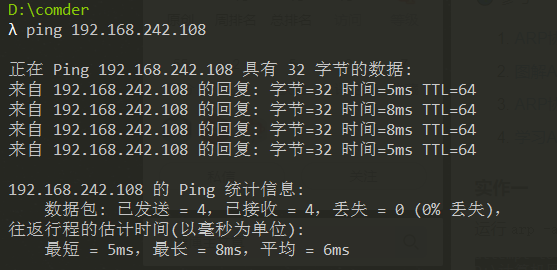 D:\comder
λ ping 192.168.242.108
正在 Ping 192.168.242.108 具有 32 字节的数据:
来自 192.168.242.108 的回复: 字节=32 时间=5ms TTL=64
来自 192.168.242.108 的回复: 字节=32 时间=8ms TTL=64
来自 192.168.242.108 的回复: 字节=32 时间=8ms TTL=64
来自 192.168.242.108 的回复: 字节=32 时间=5ms TTL=64
192.168.242.108 的 Ping 统计信息:
数据包: 已发送 = 4，已接收 = 4，丢失 = 0 (0% 丢失)，
往返行程的估计时间(以毫秒为单位):
最短 = 5ms，最长 = 8ms，平均 = 6ms